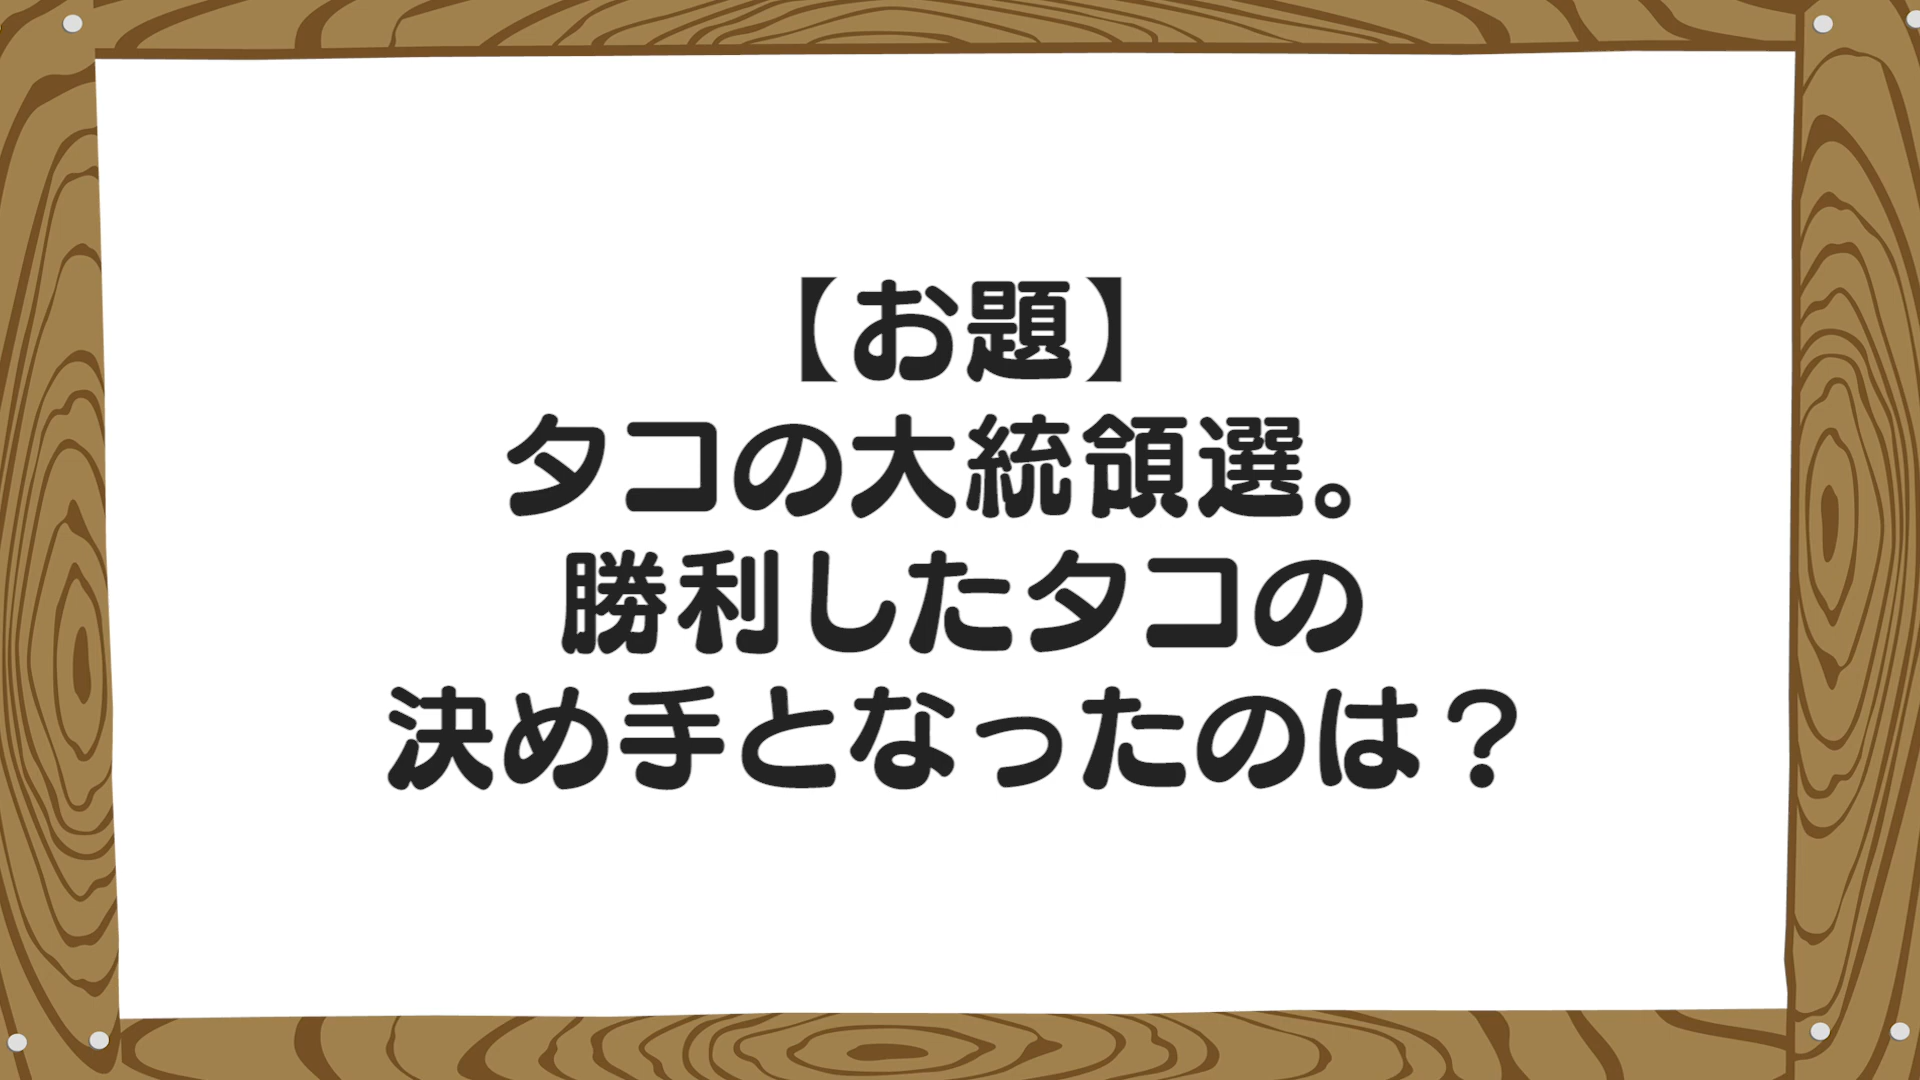 【お題】
タコの大統領選。
勝利したタコの
決め手となったのは？